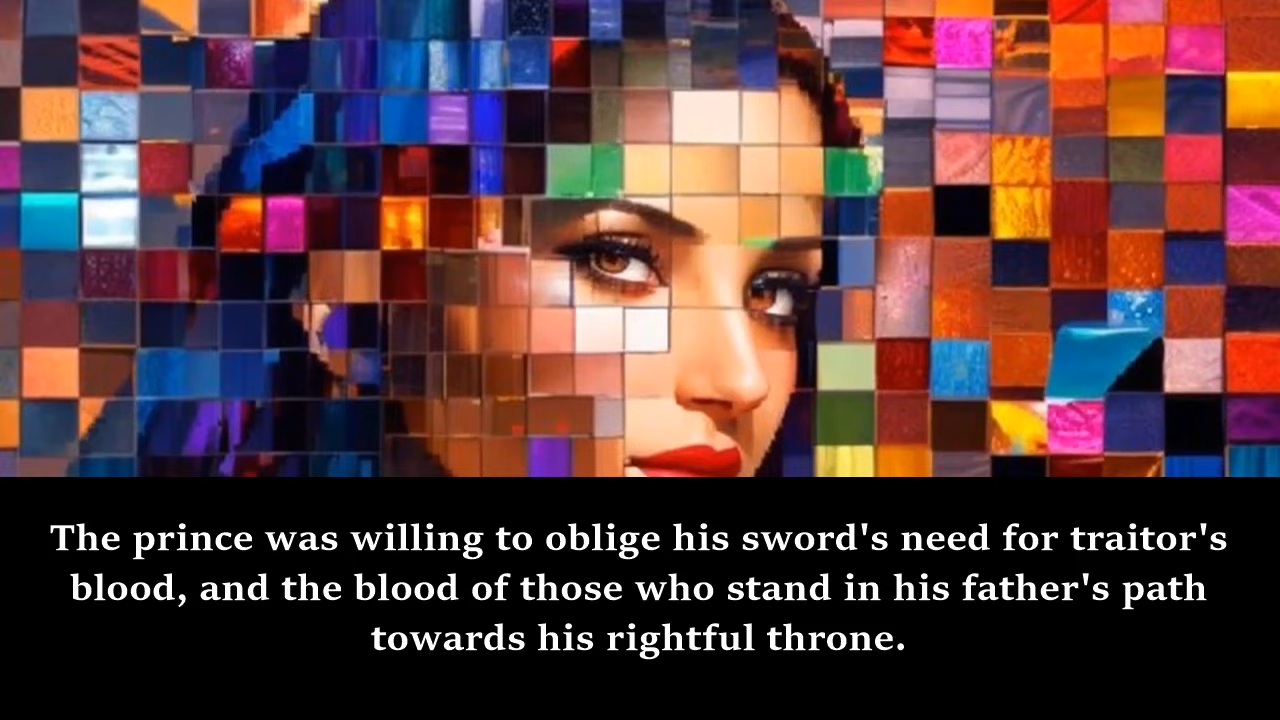 The prince was willing to oblige his sword's need for traitor's
blood, and the blood of those who stand in his father's path
towards his rightful throne.